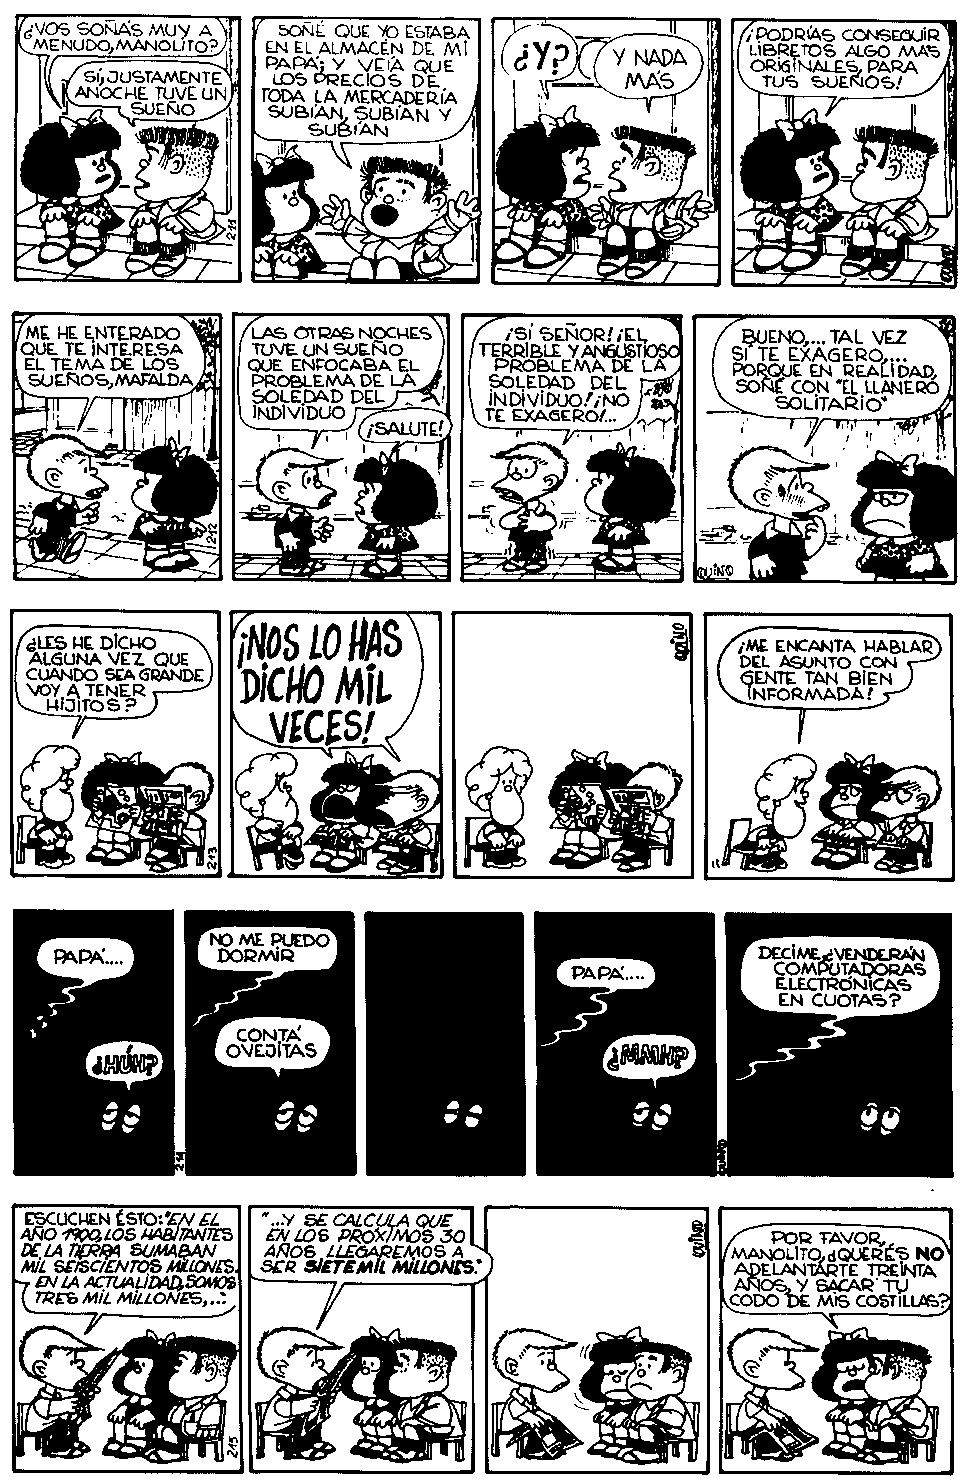 ¿VOS SOÑÁS MUY A
MENUDO, MANOLITO?
SÍ; JUSTAMENTE
ANOCHE TUVE UN
SUEÑO
211
SOÑÉ QUE YO ESTABA
EN EL ALMACÉN DE MI
PAPÁ; Y VEÍA QUE
LOS PRECIOS DE
TODA LA MERCADERÍA
SUBÍAN, SUBÍAN Y
SUBÍAN
¿Y?
Y NADA
MÁS
¡PODRÍAS CONSEGUIR
LIBRETOS ALGO MÁS
ORIGINALES, PARA
TUS SUEÑOS!
QUINO
ME HE ENTERADO
QUE TE INTERESA
EL TEMA DE LOS
SUEÑOS, MAFALDA
212
LAS OTRAS NOCHES
TUVE UN SUEÑO
QUE ENFOCABA EL
PROBLEMA DE LA
SOLEDAD DEL
INDIVIDUO
¡SALUTE!
¡SÍ SEÑOR! ¡EL
TERRIBLE Y ANGUSTIOSO
PROBLEMA DE LA
SOLEDAD DEL
INDIVIDUO! ¡NO
TE EXAGERO!...
BUENO,... TAL VEZ
SI TE EXAGERO,...
PORQUE EN REALIDAD,
SOÑÉ CON "EL LLANERO
SOLITARIO"
QUINO
¿LES HE DICHO
ALGUNA VEZ QUE
CUANDO SEA GRANDE
VOY A TENER
HIJITOS?
213
¡NOS LO HAS
DICHO MIL
VECES!
QUINO
¡ME ENCANTA HABLAR
DEL ASUNTO CON
GENTE TAN BIEN
INFORMADA!
PAPÁ....
¿HÚH?
214
NO ME PUEDO
DORMIR
CONTÁ
OVEJITAS
PAPÁ....
¿MMH?
QUINO
DECIME, ¿VENDERÁN
COMPUTADORAS
ELECTRÓNICAS
EN CUOTAS?
ESCUCHEN ÉSTO: "EN EL
AÑO 1900, LOS HABITANTES
DE LA TIERRA SUMABAN
MIL SEISCIENTOS MILLONES.
EN LA ACTUALIDAD, SOMOS
TRES MIL MILLONES,..."
215
"...Y SE CALCULA QUE
EN LOS PRÓXIMOS 30
AÑOS, LLEGAREMOS A
SER SIETE MIL MILLONES."
QUINO
POR FAVOR,
MANOLITO, ¿QUERÉS NO
ADELANTARTE TREINTA
AÑOS, Y SACAR TU
CODO DE MIS COSTILLAS?